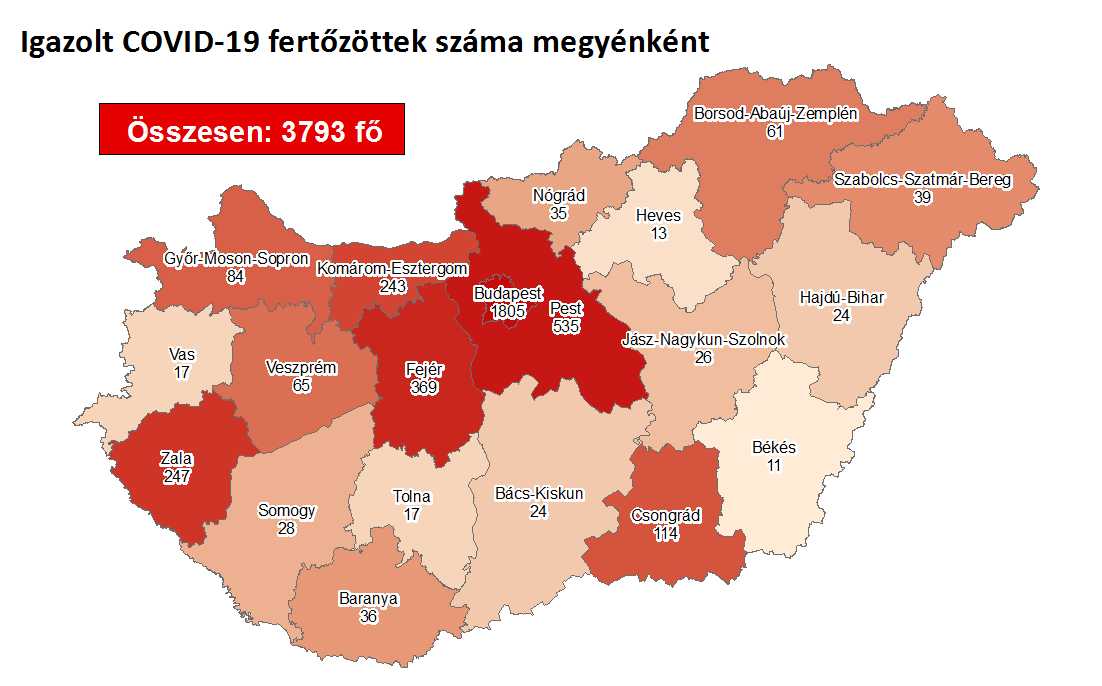 Igazolt COVID-19 fertőzöttek száma megyénként
Összesen: 3793 fő
Borsod-Abaúj-Zemplén
61
Szabolcs-Szatmár-Bereg
39
Nógrád
35
Heves
13
Győr-Moson-Sopron
84
Komárom-Esztergom
243
Budapest
1805
Pest
535
Hajdú-Bihar
24
Jász-Nagykun-Szolnok
26
Vas
17
Veszprém
65
Fejér
369
Békés
11
Zala
247
Somogy
28
Tolna
17
Bács-Kiskun
24
Csongrád
114
Baranya
36